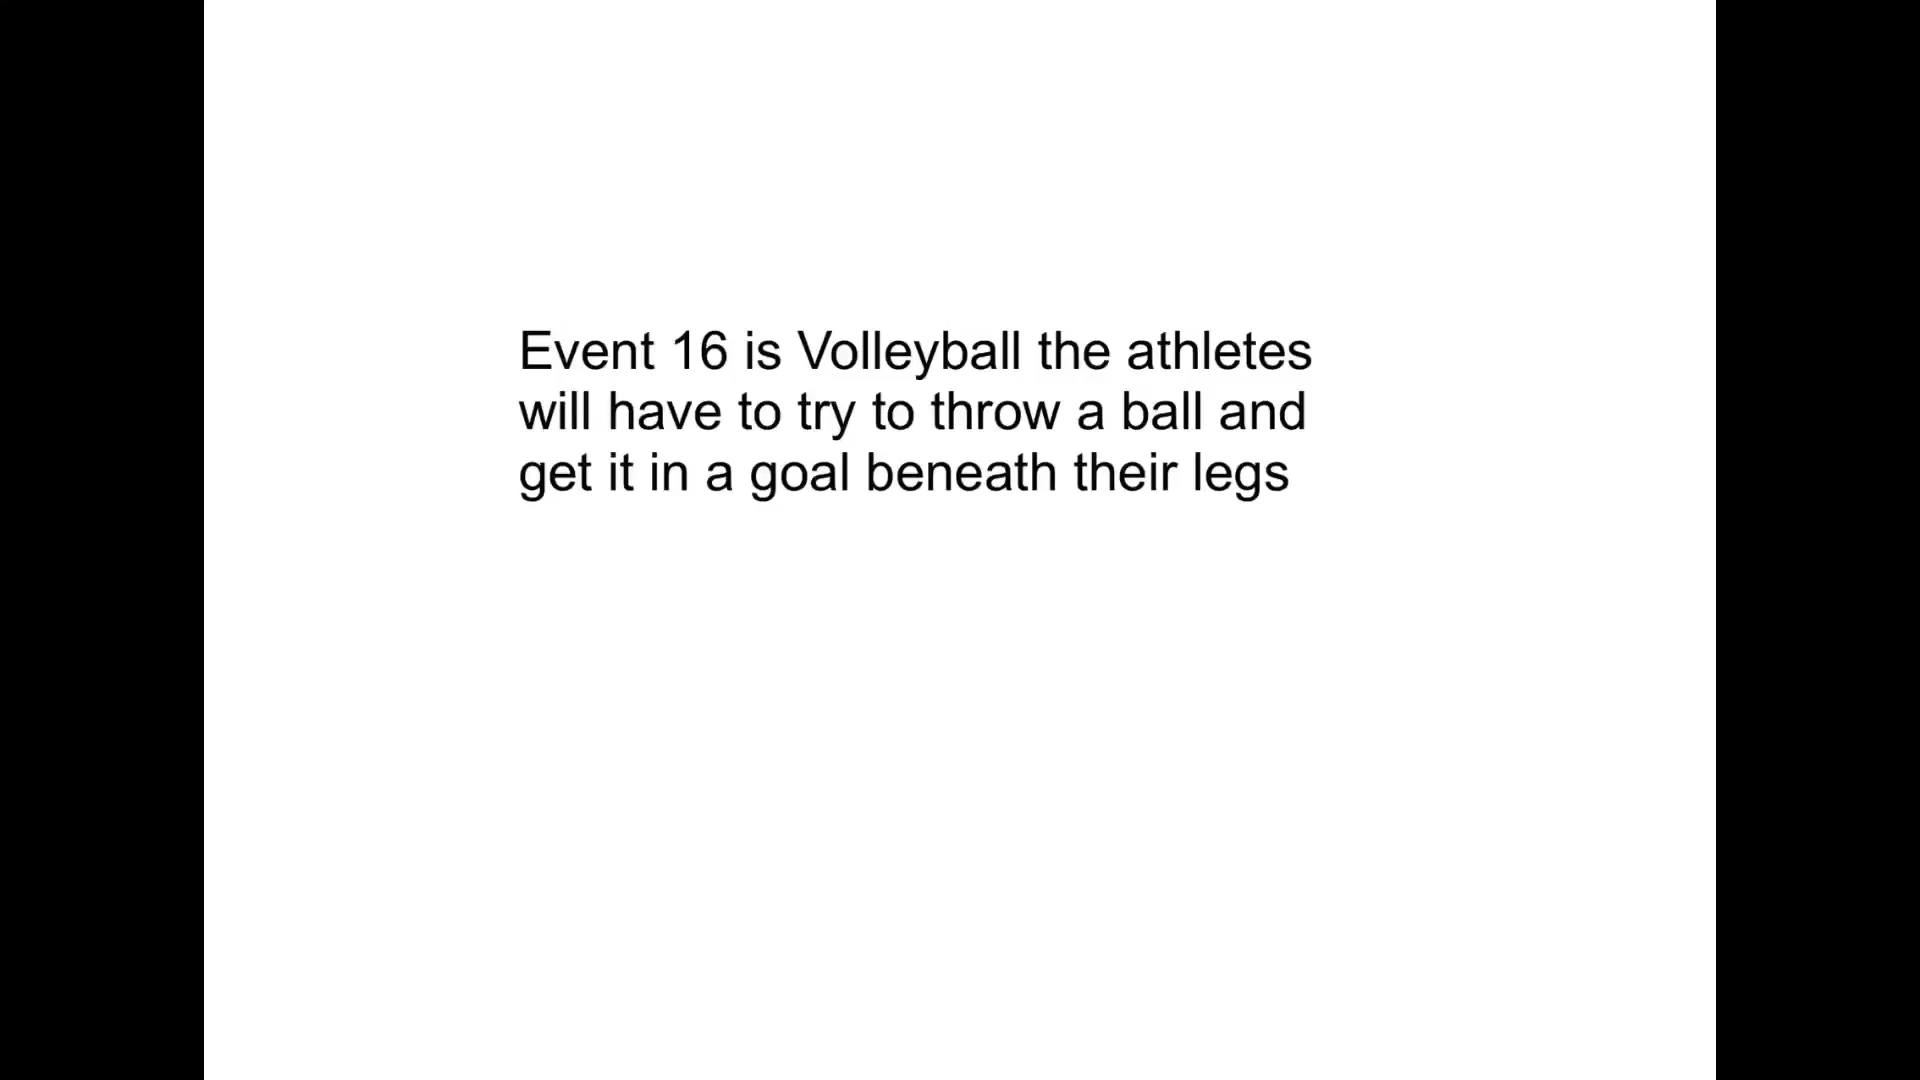 Event 16 is Volleyball the athletes
will have to try to throw a ball and
get it in a goal beneath their legs